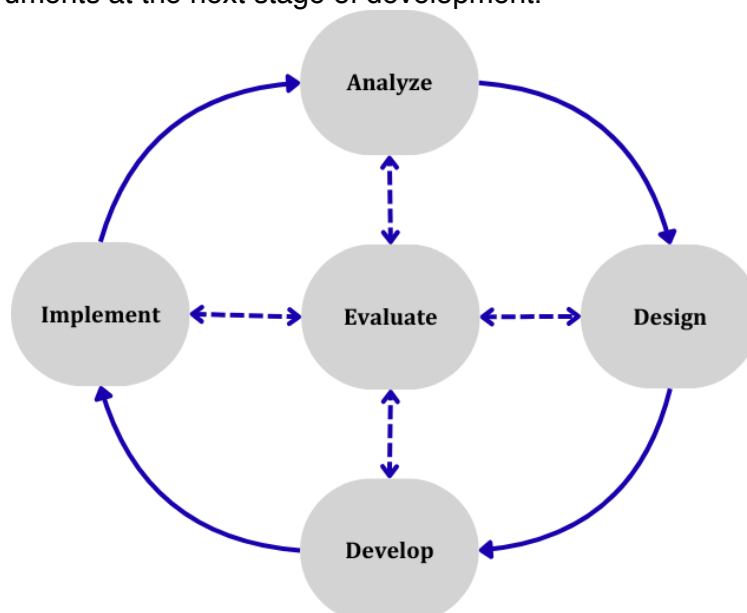 uments at the next stage of development.
Analyze
Implement
Evaluate
Design
Develop